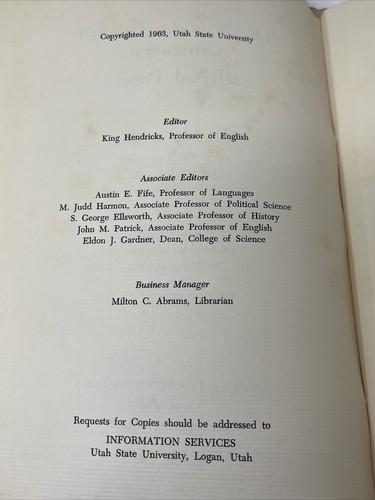 Copyrighted 1963, Utah State University
Editor
King Hendricks, Professor of English
Associate Editors
Austin E. Fife, Professor of Languages
M. Judd Harmon, Associate Professor of Political Science
S. George Ellsworth, Associate Professor of History
John M. Patrick, Associate Professor of English
Eldon J. Gardner, Dean, College of Science
Business Manager
Milton C. Abrams, Librarian
Requests for Copies should be addressed to
INFORMATION SERVICES
Utah State University, Logan, Utah